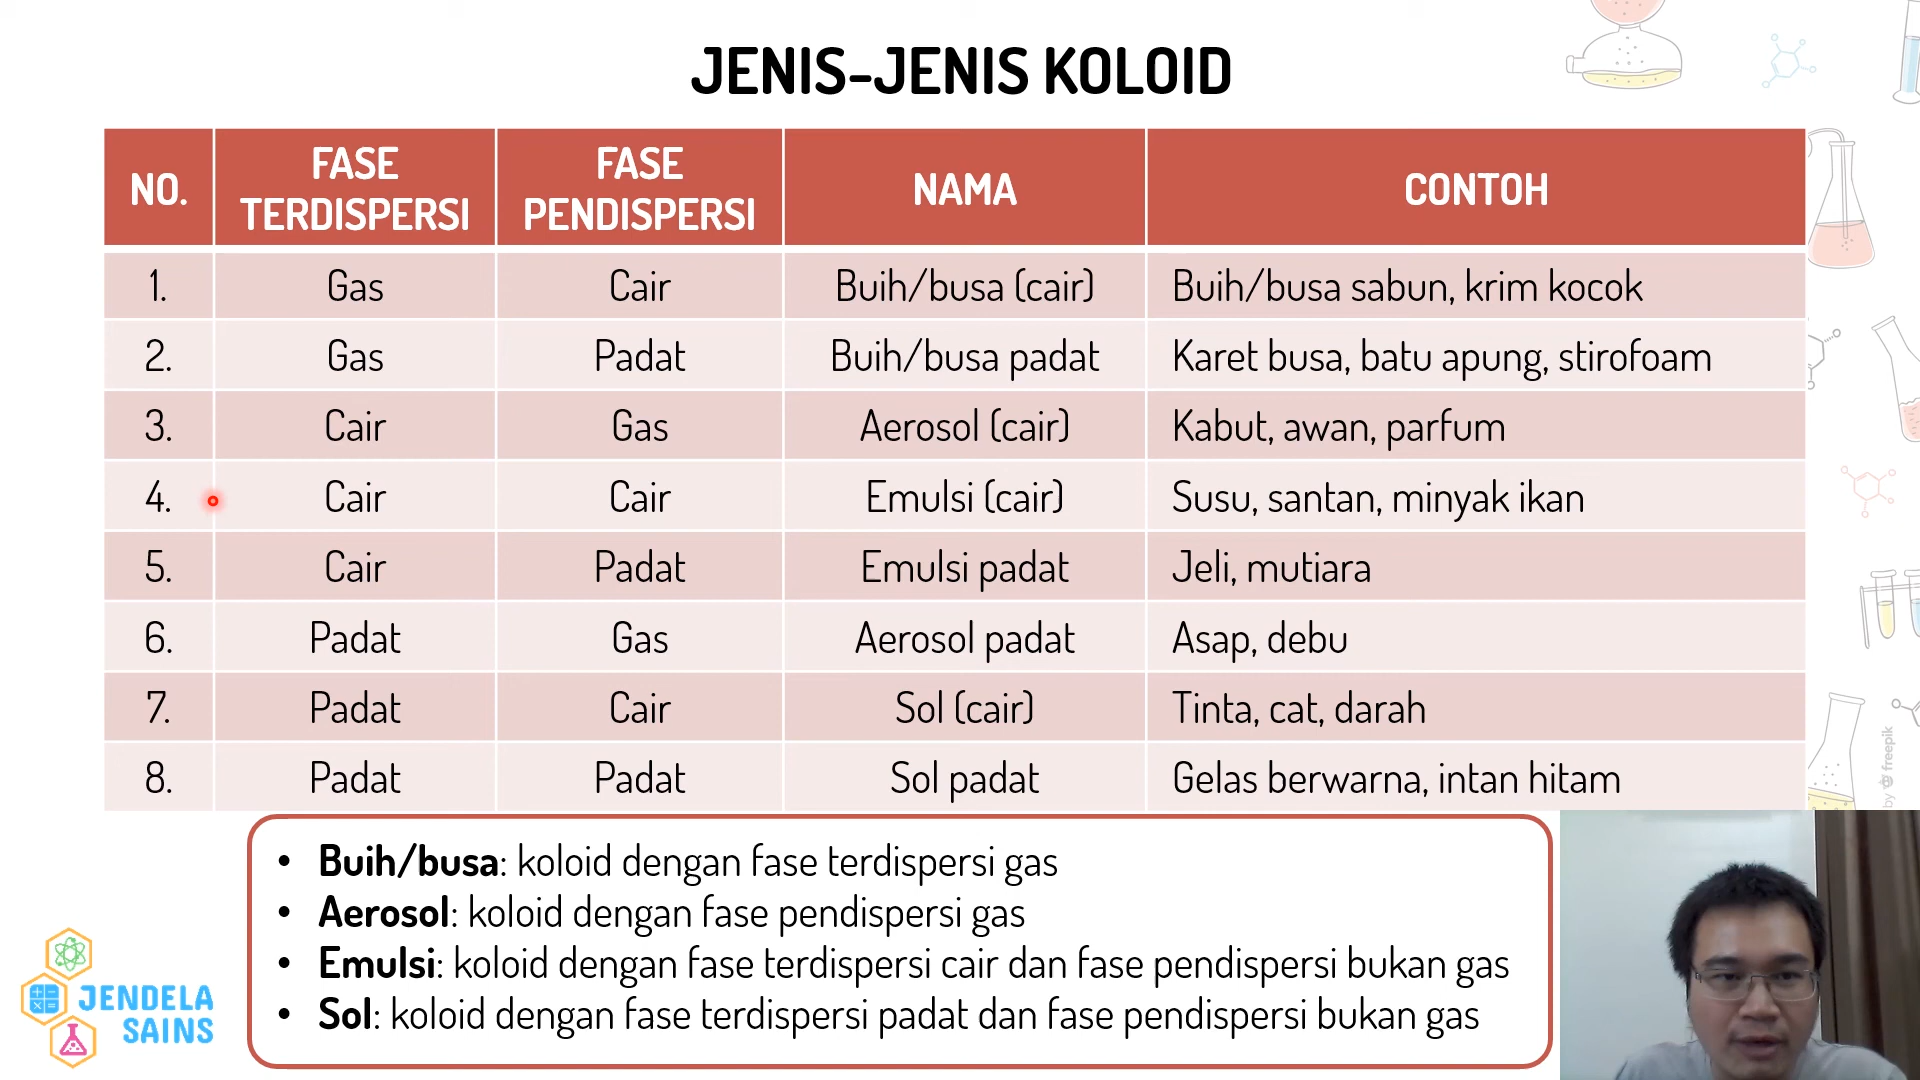 JENIS-JENIS KOLOID
NO. FASE TERDISPERSI FASE PENDISPERSI NAMA CONTOH
1. Gas Cair Buih/busa (cair) Buih/busa sabun, krim kocok
2. Gas Padat Buih/busa padat Karet busa, batu apung, stirofoam
3. Cair Gas Aerosol (cair) Kabut, awan, parfum
4. Cair Cair Emulsi (cair) Susu, santan, minyak ikan
5. Cair Padat Emulsi padat Jeli, mutiara
6. Padat Gas Aerosol padat Asap, debu
7. Padat Cair Sol (cair) Tinta, cat, darah
8. Padat Padat Sol padat Gelas berwarna, intan hitam
• Buih/busa: koloid dengan fase terdispersi gas
• Aerosol: koloid dengan fase pendispersi gas
• Emulsi: koloid dengan fase terdispersi cair dan fase pendispersi bukan gas
• Sol: koloid dengan fase terdispersi padat dan fase pendispersi bukan gas
JENDELA
SAINS
by freepik